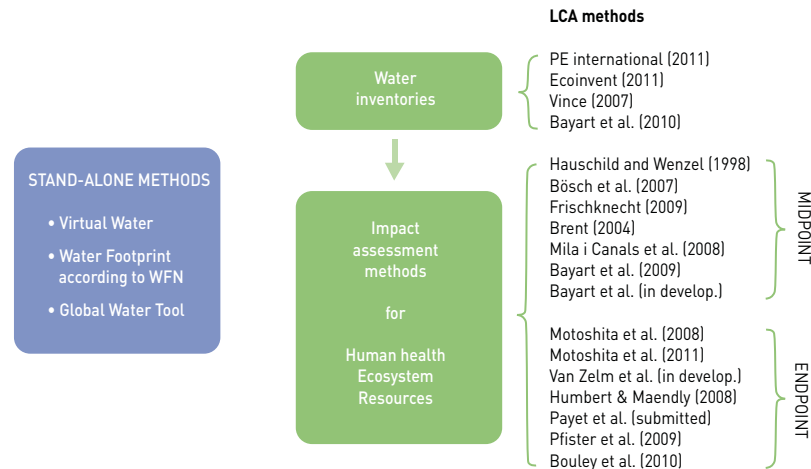 LCA methods
Water
inventories
PE international (2011)
Ecoinvent (2011)
Vince (2007)
Bayart et al. (2010)
STAND-ALONE METHODS
• Virtual Water
• Water Footprint
according to WFN
• Global Water Tool
Impact
assessment
methods
for
Human health
Ecosystem
Resources
Hauschild and Wenzel (1998)
Bösch et al. (2007)
Frischknecht (2009)
Brent (2004)
Mila i Canals et al. (2008)
Bayart et al. (2009)
Bayart et al. (in develop.)
MIDPOINT
Motoshita et al. (2008)
Motoshita et al. (2011)
Van Zelm et al. (in develop.)
Humbert & Maendly (2008)
Payet et al. (submitted)
Pfister et al. (2009)
Bouley et al. (2010)
ENDPOINT